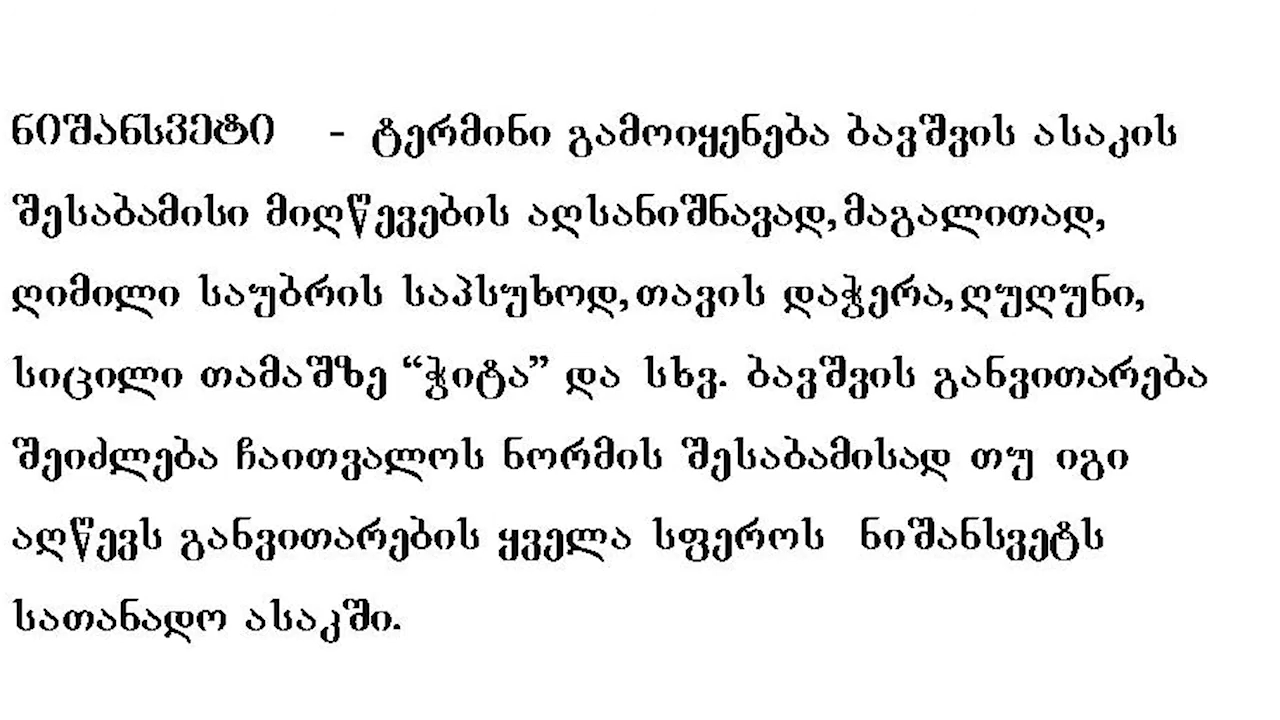 ᲜᲘᲨᲐᲜᲡᲕᲔᲢᲘ - ტერმინი გამოიყენება ბავშვის ასაკის
შესაბამისი მიღწევების აღსანიშნავად, მაგალითად,
ღიმილი საუბრის საპსუხოდ, თავის დაჭერა, ღუღუნი,
სიცილი თამაშზე “ჭიტა” და სხვ. ბავშვის განვითარება
შეიძლება ჩაითვალოს ნორმის შესაბამისად თუ იგი
აღწევს განვითარების ყველა სფეროს ნიშანსვეტს
სათანადო ასაკში.